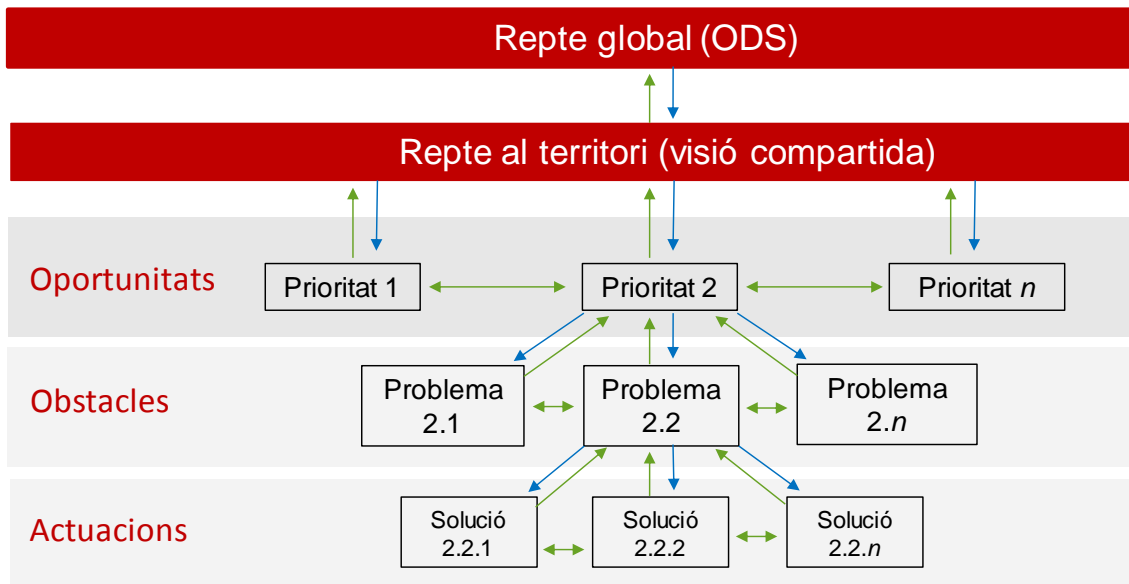 Repte global (ODS)
Repte al territori (visió compartida)
Oportunitats
Prioritat 1
Prioritat 2
Prioritat n
Obstacles
Problema
2.1
Problema
2.2
Problema
2.n
Actuacions
Solució
2.2.1
Solució
2.2.2
Solució
2.2.n